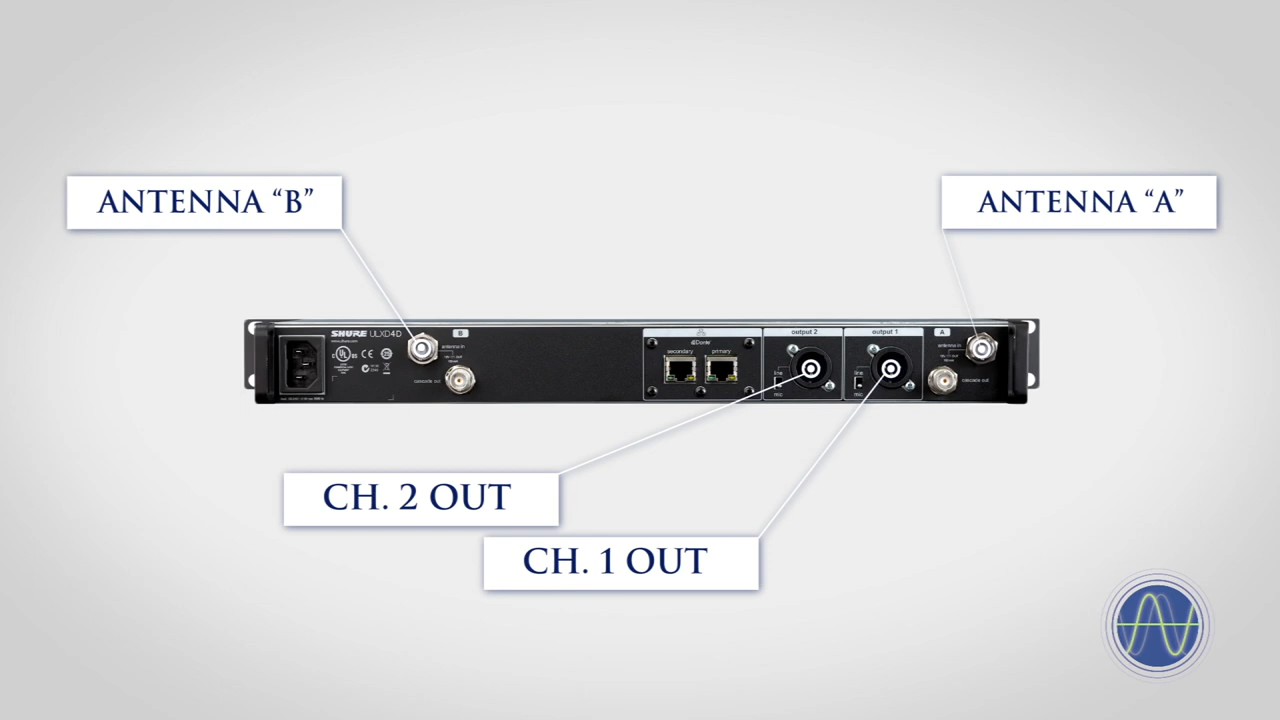 ANTENNA “B”
ANTENNA “A”
SHURE ULXD4D
B
antenna in
cascade out
Dante
secondary
primary
output 2
line
mic
output 1
line
mic
A
antenna in
cascade out
CH. 2 OUT
CH. 1 OUT